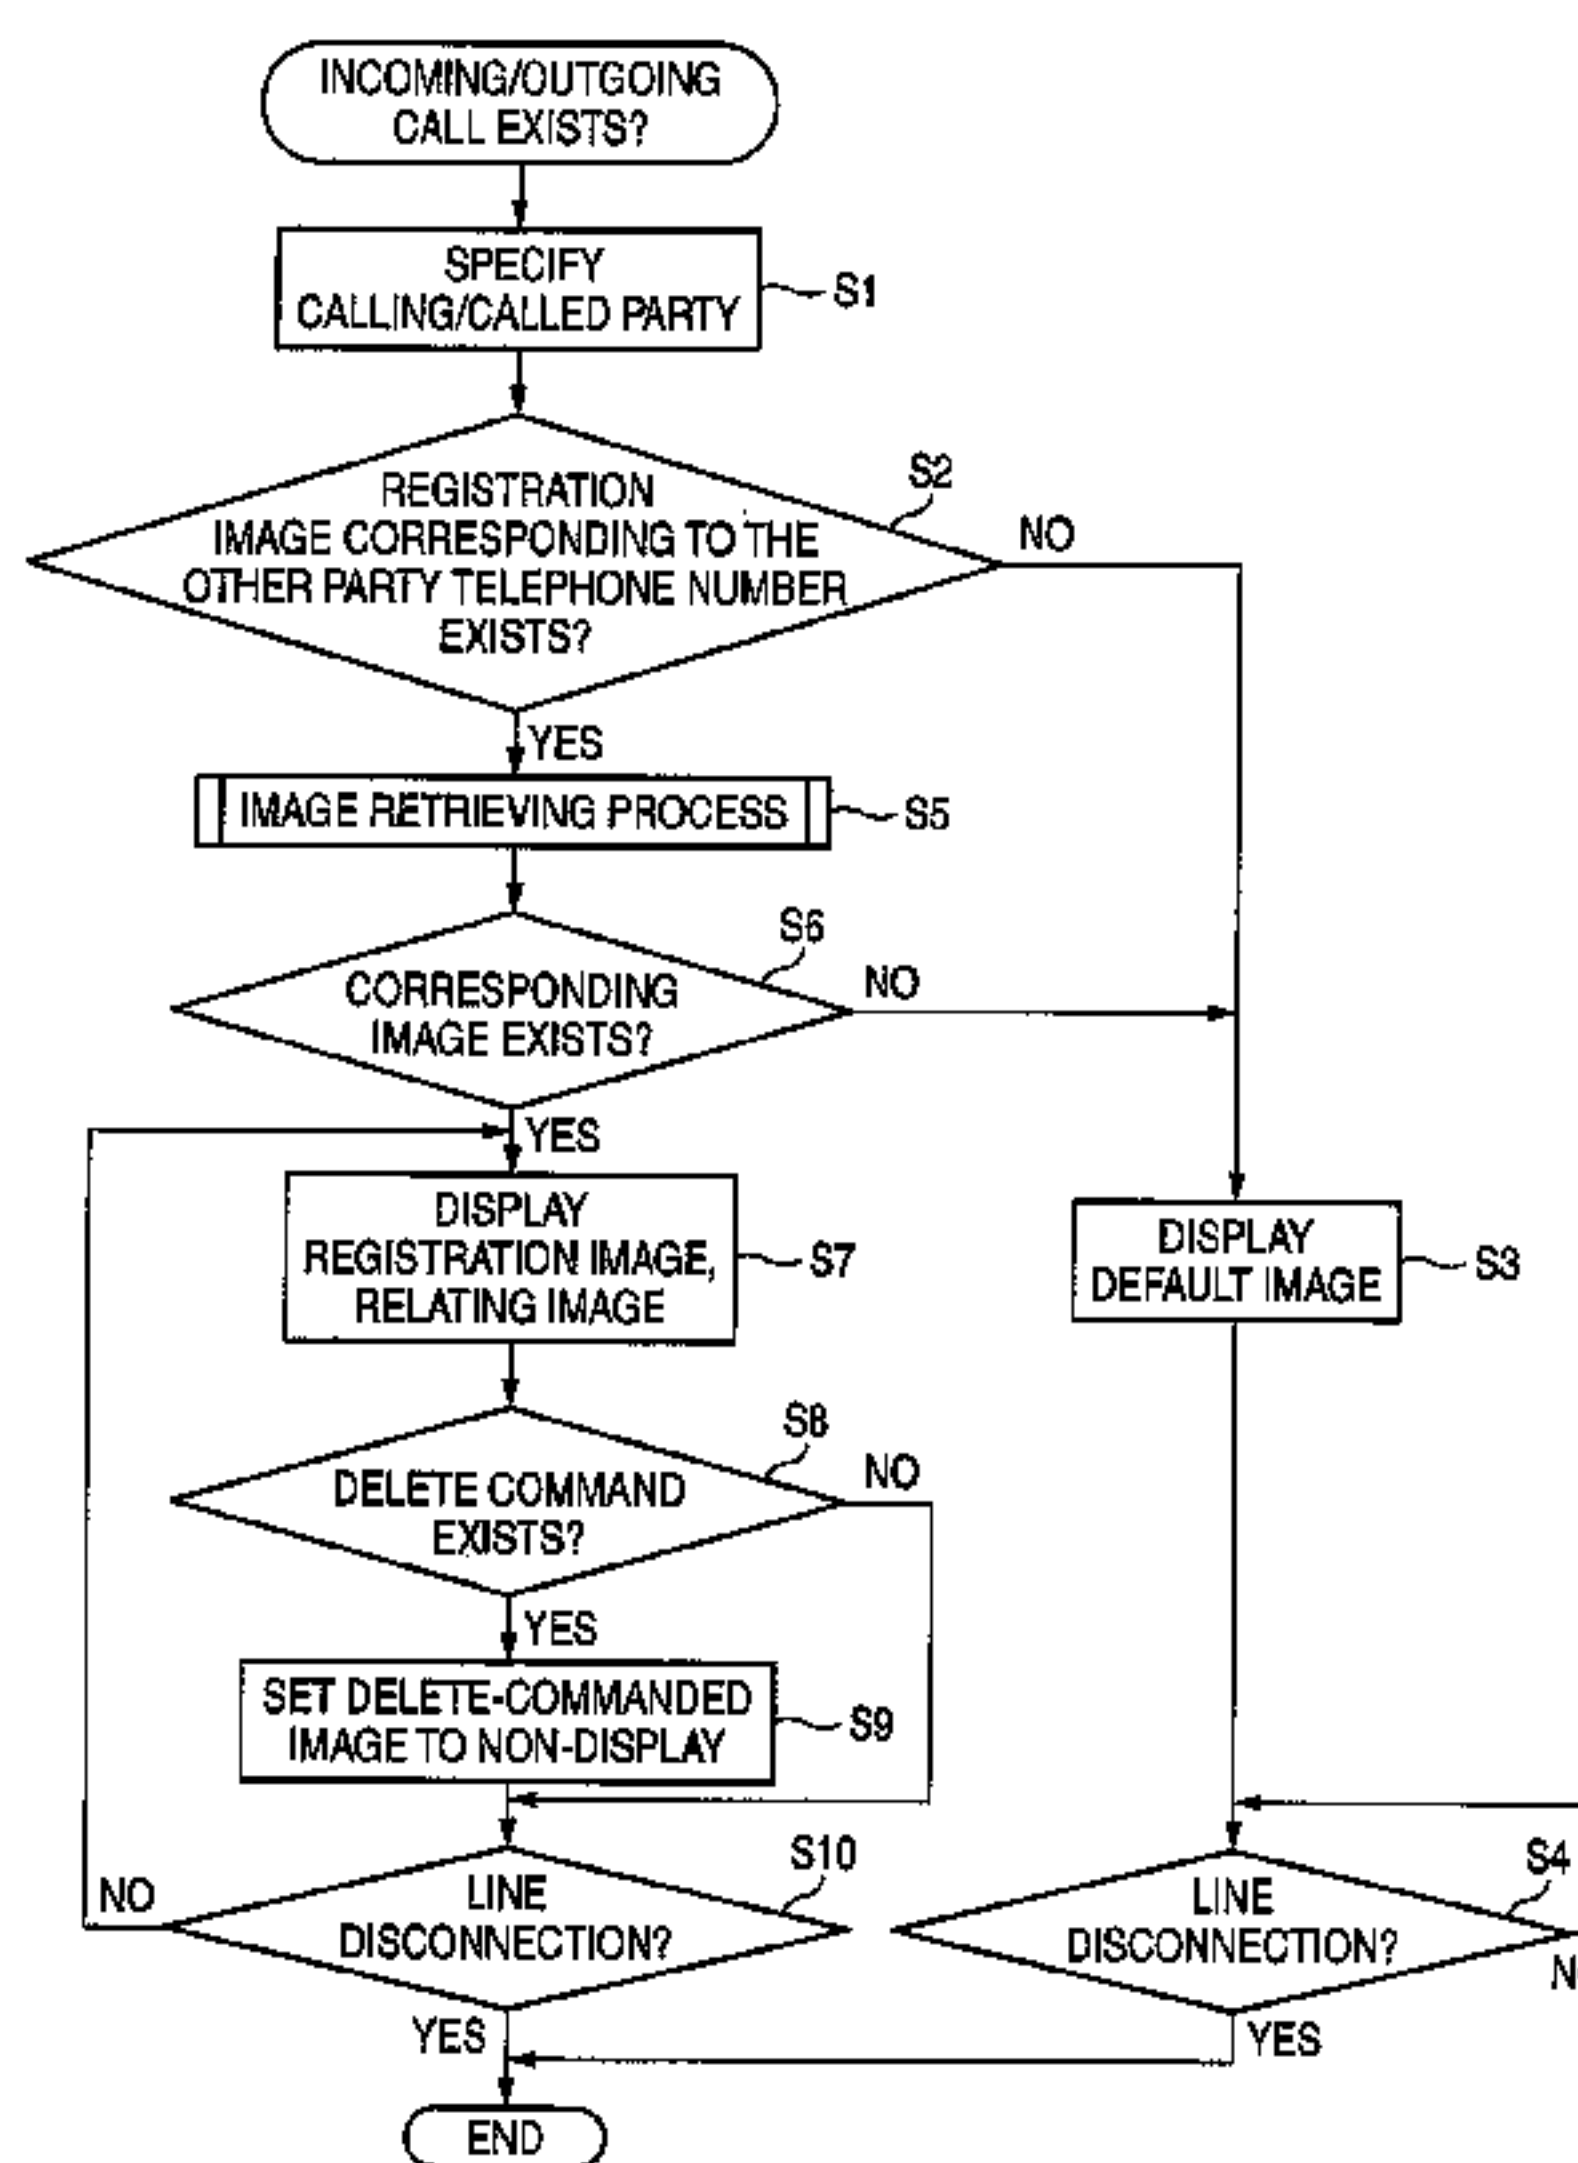 INCOMING/OUTGOING
CALL EXISTS?
SPECIFY
CALLING/CALLED PARTY
S1
REGISTRATION
IMAGE CORRESPONDING TO THE
OTHER PARTY TELEPHONE NUMBER
EXISTS?
S2
NO
YES
IMAGE RETRIEVING PROCESS
S5
CORRESPONDING
IMAGE EXISTS?
S6
NO
YES
DISPLAY
REGISTRATION IMAGE,
RELATING IMAGE
S7
DISPLAY
DEFAULT IMAGE
S3
DELETE COMMAND
EXISTS?
S8
NO
YES
SET DELETE-COMMANDED
IMAGE TO NON-DISPLAY
S9
LINE
DISCONNECTION?
S10
NO
YES
LINE
DISCONNECTION?
S4
YES
END